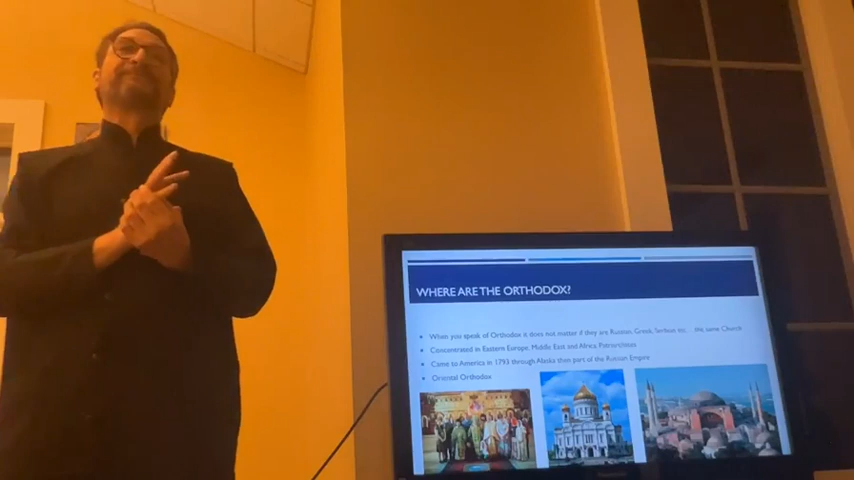 WHERE ARE THE ORTHODOX?
• When you speak of Orthodox it does not matter if they are Russian, Greek, Serbian etc. the same Church
• Concentrated in Eastern Europe, Middle East and Africa Patriarchates
• Came to America in 1793 through Alaska then part of the Russian Empire
• Oriental Orthodox